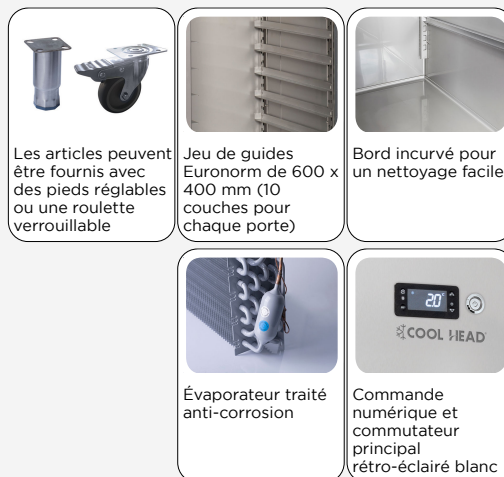 Les articles peuvent
être fournis avec
des pieds réglables
ou une roulette
verrouillable
Jeu de guides
Euronorm de 600 x
400 mm (10
couches pour
chaque porte)
Bord incurvé pour
un nettoyage facile
Évaporateur traité
anti-corrosion
2.0°
COOL HEAD
Commande
numérique et
commutateur
principal
rétro-éclairé blanc